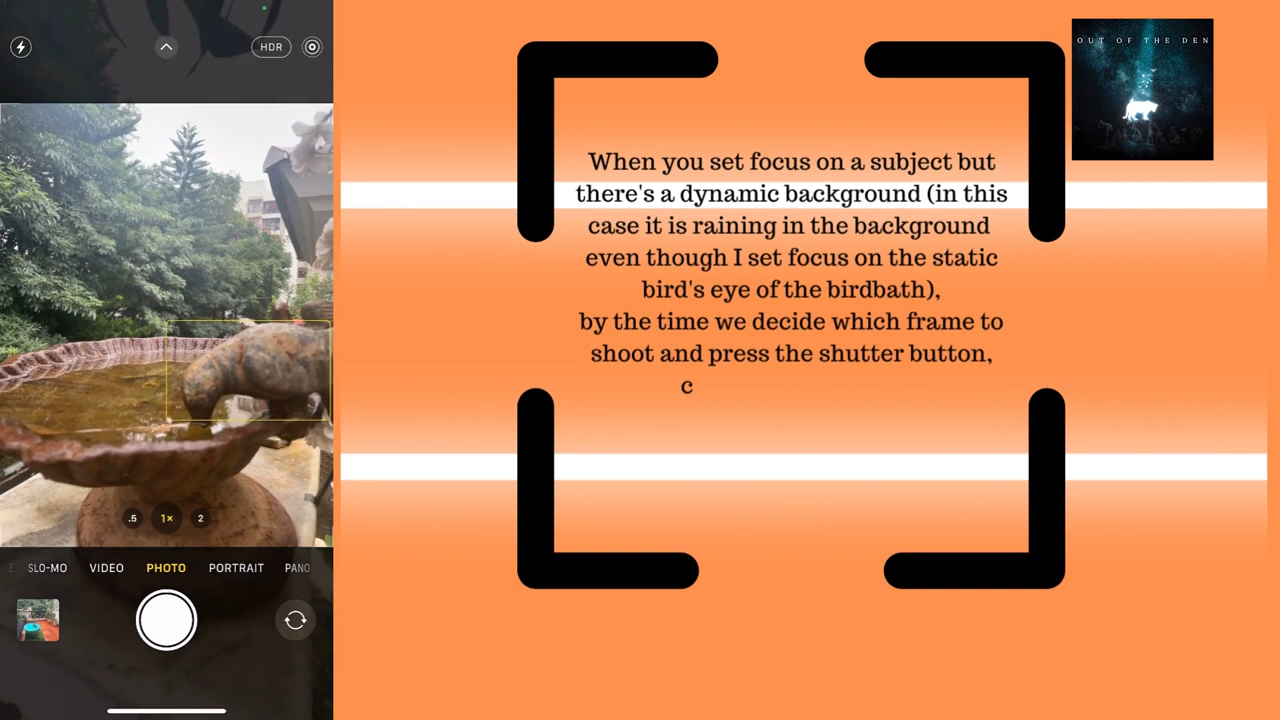 HDR
.5 1× 2
SLO-MO VIDEO PHOTO PORTRAIT PANO
OUT OF THE DEN
When you set focus on a subject but
there's a dynamic background (in this
case it is raining in the background
even though I set focus on the static
bird's eye of the birdbath),
by the time we decide which frame to
shoot and press the shutter button,
c